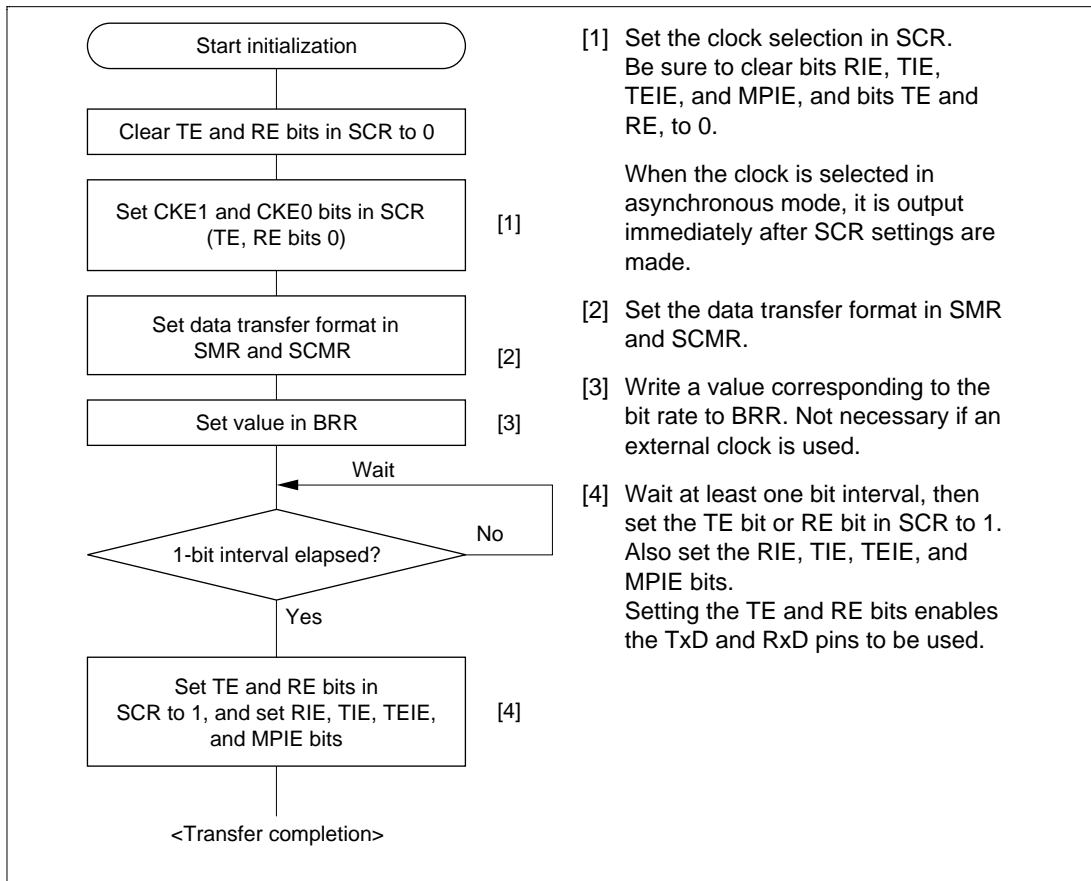 Start initialization
Clear TE and RE bits in SCR to 0
Set CKE1 and CKE0 bits in SCR
(TE, RE bits 0)
[1]
Set data transfer format in
SMR and SCMR
[2]
Set value in BRR
[3]
Wait
No
1-bit interval elapsed?
Yes
Set TE and RE bits in
SCR to 1, and set RIE, TIE, TEIE,
and MPIE bits
[4]
<Transfer completion>
[1] Set the clock selection in SCR.
Be sure to clear bits RIE, TIE,
TEIE, and MPIE, and bits TE and
RE, to 0.
When the clock is selected in
asynchronous mode, it is output
immediately after SCR settings are
made.
[2] Set the data transfer format in SMR
and SCMR.
[3] Write a value corresponding to the
bit rate to BRR. Not necessary if an
external clock is used.
[4] Wait at least one bit interval, then
set the TE bit or RE bit in SCR to 1.
Also set the RIE, TIE, TEIE, and
MPIE bits.
Setting the TE and RE bits enables
the TxD and RxD pins to be used.